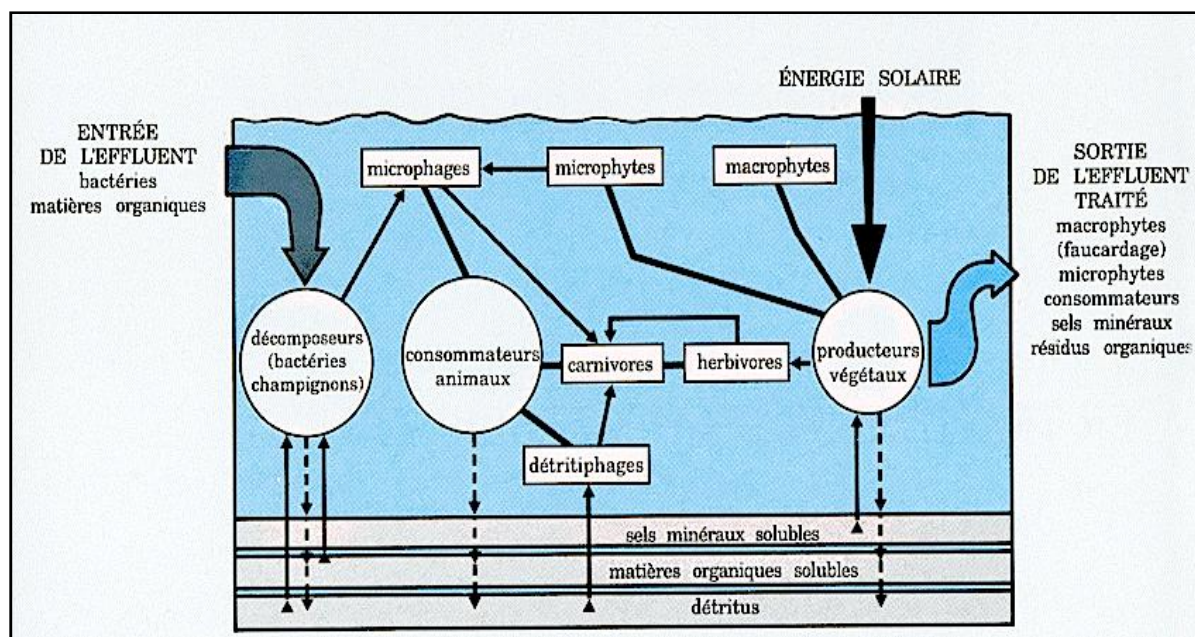 ÉNERGIE SOLAIRE
ENTRÉE
DE L'EFFLUENT
bactéries
matières organiques
microphages
microphytes
macrophytes
SORTIE
DE L'EFFLUENT
TRAITÉ
macrophytes
(faucardage)
microphytes
consommateurs
sels minéraux
résidus organiques
décomposeurs
(bactéries
champignons)
consommateurs
animaux
carnivores
herbivores
producteurs
végétaux
détritiphages
sels minéraux solubles
matières organiques solubles
détritus